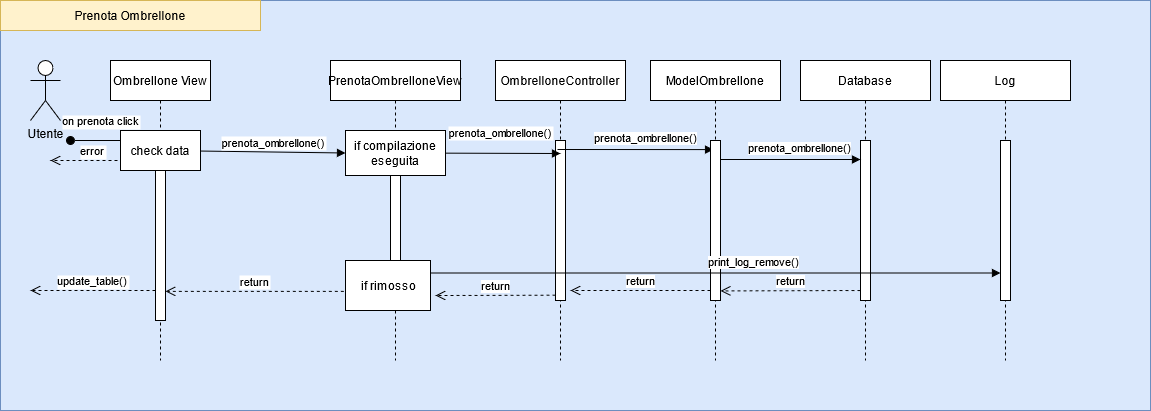 Prenota Ombrellone
Ombrellone View
PrenotaOmbrelloneView
OmbrelloneController
ModelOmbrellone
Database
Log
Utente
on prenota click
check data
error
prenota_ombrellone()
if compilazione
eseguita
prenota_ombrellone()
prenota_ombrellone()
prenota_ombrellone()
print_log_remove()
if rimosso
update_table()
return
return
return
return